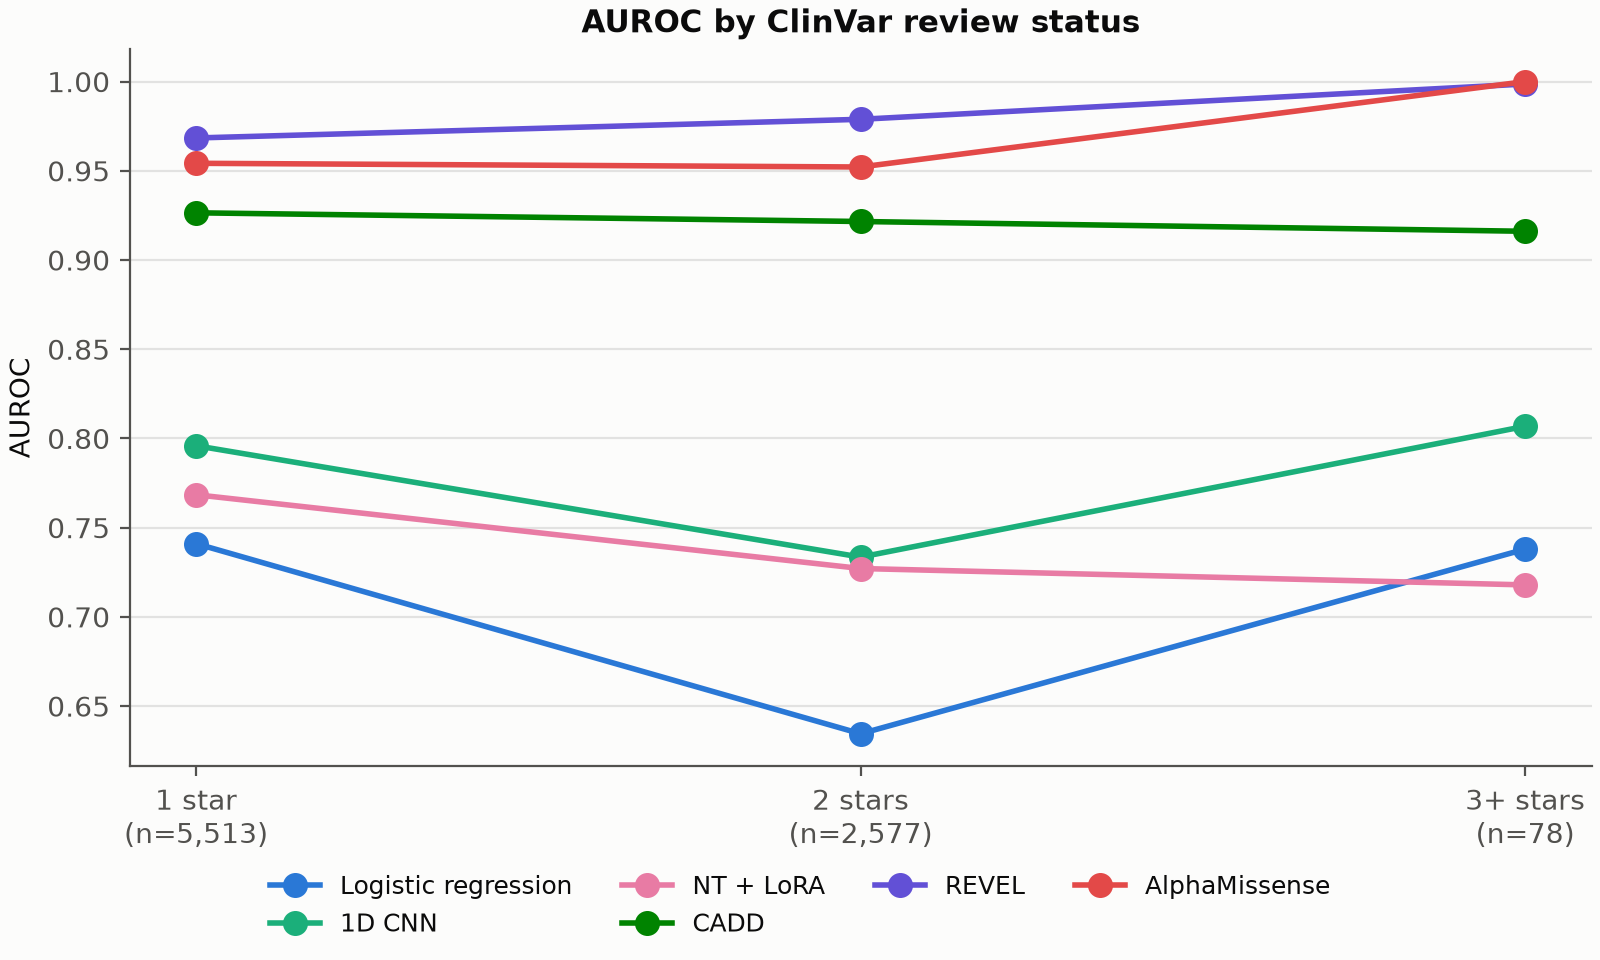 AUROC by ClinVar review status
AUROC
1.00
0.95
0.90
0.85
0.80
0.75
0.70
0.65
1 star
(n=5,513)
2 stars
(n=2,577)
3+ stars
(n=78)
Logistic regression
1D CNN
NT + LoRA
CADD
REVEL
AlphaMissense